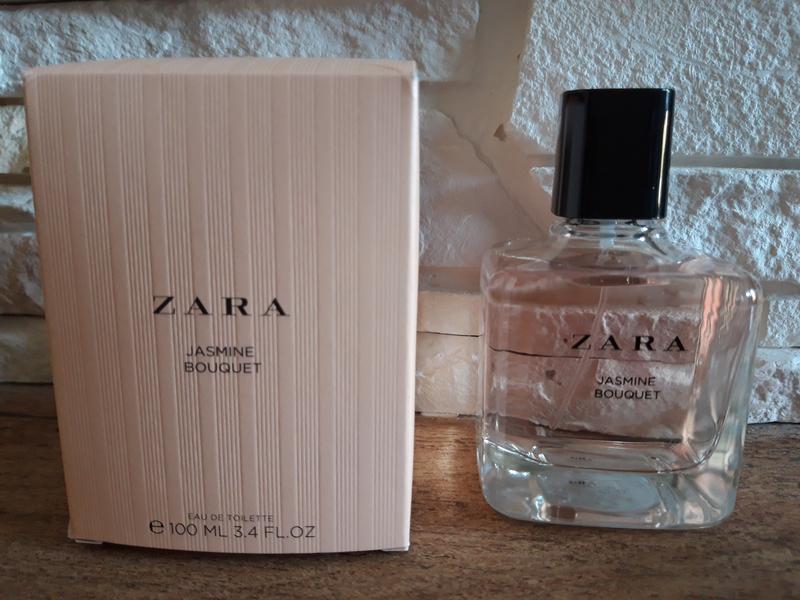 ZARA
JASMINE
BOUQUET
EAU DE TOILETTE
e 100 ML 3.4 FL.OZ
ZARA
JASMINE
BOUQUET